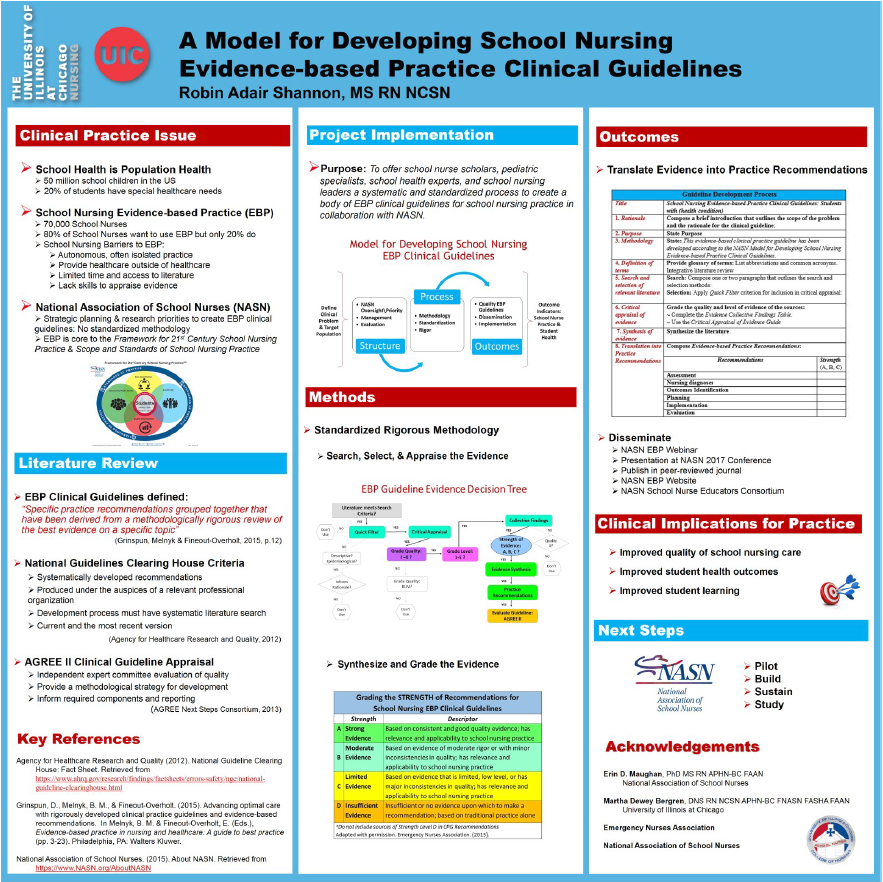 THE
UNIVERSITY OF
ILLINOIS
AT
CHICAGO
NURSING
UIC
A Model for Developing School Nursing
Evidence-based Practice Clinical Guidelines
Robin Adair Shannon, MS RN NCSN
Clinical Practice Issue
School Health is Population Health
50 million school children in the US
20% of students have special healthcare needs
School Nursing Evidence-based Practice (EBP)
70,000 School Nurses
80% of School Nurses want to use EBP but only 20% do
School Nursing Barriers to EBP:
Autonomous, often isolated practice
Provide healthcare outside of healthcare
Limited time and access to literature
Lack skills to appraise evidence
National Association of School Nurses (NASN)
Strategic planning & research priorities to create EBP clinical
guidelines: No standardized methodology
EBP is core to the Framework for 21st Century School Nursing
Practice & Scope and Standards of School Nursing Practice
Students
Literature Review
EBP Clinical Guidelines defined:
“Specific practice recommendations grouped together that
have been derived from a methodologically rigorous review of
the best evidence on a specific topic”
(Grinspun, Melnyk & Fineout-Overholt, 2015, p.12)
National Guidelines Clearing House Criteria
Systematically developed recommendations
Produced under the auspices of a relevant professional
organization
Development process must have systematic literature search
Current and the most recent version
(Agency for Healthcare Research and Quality, 2012)
AGREE II Clinical Guideline Appraisal
Independent expert committee evaluation of quality
Provide a methodological strategy for development
Inform required components and reporting
(AGREE Next Steps Consortium, 2013)
Key References
Agency for Healthcare Research and Quality (2012). National Guideline Clearing
House: Fact Sheet. Retrieved from
https://www.ahrq.gov/research/findings/factsheets/errors-safety/ngc/national-
guideline-clearinghouse.html
Grinspun, D., Melnyk, B. M., & Fineout-Overholt. (2015). Advancing optimal care
with rigorously developed clinical practice guidelines and evidence-based
recommendations. In Melnyk, B. M. & Fineout-Overholt, E. (Eds.),
Evidence-based practice in nursing and healthcare: A guide to best practice
(pp. 3-23). Philadelphia, PA: Walters Kluver.
National Association of School Nurses. (2015). About NASN. Retrieved from
https://www.NASN.org/AboutNASN
Project Implementation
Purpose: To offer school nurse scholars, pediatric
specialists, school health experts, and school nursing
leaders a systematic and standardized process to create a
body of EBP clinical guidelines for school nursing practice in
collaboration with NASN.
Model for Developing School Nursing
EBP Clinical Guidelines
Define
Clinical
Problem
& Target
Population
• NASN
Oversight/Priority
• Management
• Evaluation
Structure
Process
• Methodology
• Standardization
• Rigor
• Quality EBP
Guidelines
• Dissemination
• Implementation
Outcomes
Outcome
Indicators:
School Nurse
Practice &
Student
Health
Methods
Standardized Rigorous Methodology
Search, Select, & Appraise the Evidence
EBP Guideline Evidence Decision Tree
Literature meets Search
Criteria?
YES
NO
Don't
Use
Quick Filter
YES
Critical Appraisal
YES
Collective Findings
Strength of
Evidence:
A, B, C ?
NO
Quality
Grade Level:
1-5 ?
Evidence Synthesis
YES
Practice
Recommendations
YES
Evaluate Guideline:
AGREE II
Synthesize and Grade the Evidence
Grading the STRENGTH of Recommendations for
School Nursing EBP Clinical Guidelines
Strength Descriptor
A Strong Evidence Based on consistent and good quality evidence; has
relevance and applicability to school nursing practice
B Moderate Evidence Based on evidence of moderate rigor or with minor
inconsistencies in quality; has relevance and
applicability to school nursing practice
C Limited Evidence Based on evidence that is limited, low level, or has
major inconsistencies in quality; has relevance and
applicability to school nursing practice
D Insufficient Evidence Insufficient or no evidence upon which to make a
recommendation; based on traditional practice alone
*Do not include sources of Strength Level D in CPG Recommendations
Adapted with permission. Emergency Nurses Association. (2015).
Outcomes
Translate Evidence into Practice Recommendations
Guideline Development Process
Title School Nursing Evidence-based Practice Clinical Guidelines: Students
with (health condition)
1. Rationale Compose a brief introduction that outlines the scope of the problem
and the rationale for the clinical guideline:
2. Purpose State Purpose
3. Methodology State: This evidence-based clinical practice guideline has been
developed according to the NASN Model for Developing School Nursing
Evidence-based Practice Clinical Guidelines.
4. Definition of terms Provide glossary of terms: List abbreviations and common acronyms.
Integrative literature review
5. Search and selection of relevant literature Search: Compose one or two paragraphs that outlines the search and
selection methods:
Selection: Apply Quick Filter criterion for inclusion in critical appraisal:
6. Critical appraisal of evidence Grade the quality and level of evidence of the sources:
– Complete the Evidence Collective Findings Table.
– Use the Critical Appraisal of Evidence Guide
7. Synthesis of evidence Synthesize the literature
8. Translation into Practice Recommendations Compose Evidence-based Practice Recommendations:
Recommendations Strength
(A, B, C)
Assessment
Nursing diagnoses
Outcomes Identification
Planning
Implementation
Evaluation
Disseminate
NASN EBP Webinar
Presentation at NASN 2017 Conference
Publish in peer-reviewed journal
NASN EBP Website
NASN School Nurse Educators Consortium
Clinical Implications for Practice
Improved quality of school nursing care
Improved student health outcomes
Improved student learning
Next Steps
NASN
National
Association of
School Nurses
Pilot
Build
Sustain
Study
Acknowledgements
Erin D. Maughan, PhD MS RN APHN-BC FAAN
National Association of School Nurses
Martha Dewey Bergren, DNS RN NCSN APHN-BC FNASN FASHA FAAN
University of Illinois at Chicago
Emergency Nurses Association
National Association of School Nurses